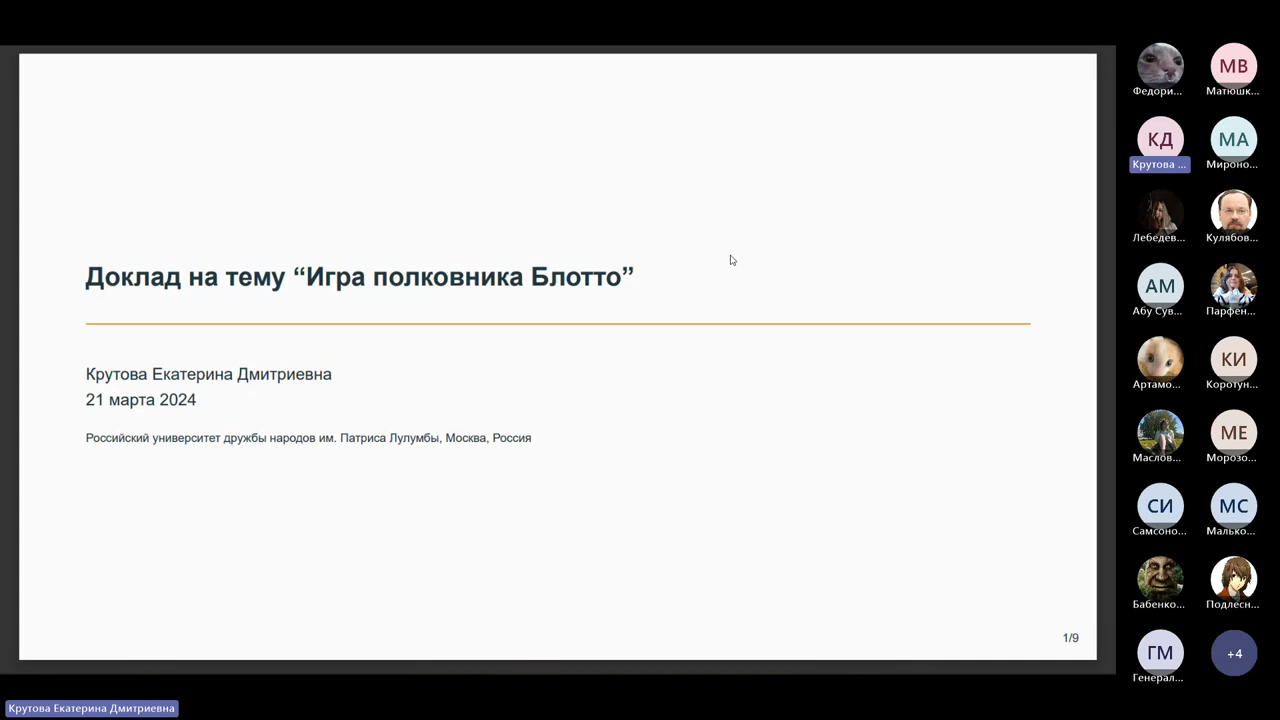 Доклад на тему “Игра полковника Блотто”
Крутова Екатерина Дмитриевна
21 марта 2024
Российский университет дружбы народов им. Патриса Лулумбы, Москва, Россия
1/9
Федори...
МВ
Матюшк...
КД
Крутова ...
МА
Мироно...
Лебедев...
Кулябов...
АМ
Абу Сув...
Парфен...
Артамо...
КИ
Коротун...
Маслов...
МЕ
Морозо...
СИ
Самсоно...
МС
Малько...
Бабенко...
Подлесн...
ГМ
Генерал...
+4
Крутова Екатерина Дмитриевна